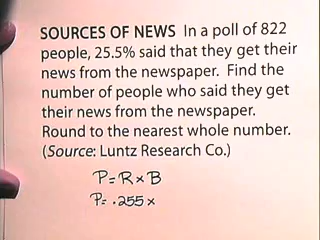 SOURCES OF NEWS In a poll of 822
people, 25.5% said that they get their
news from the newspaper. Find the
number of people who said they get
their news from the newspaper.
Round to the nearest whole number.
(Source: Luntz Research Co.)
P=R×B
P=.255×